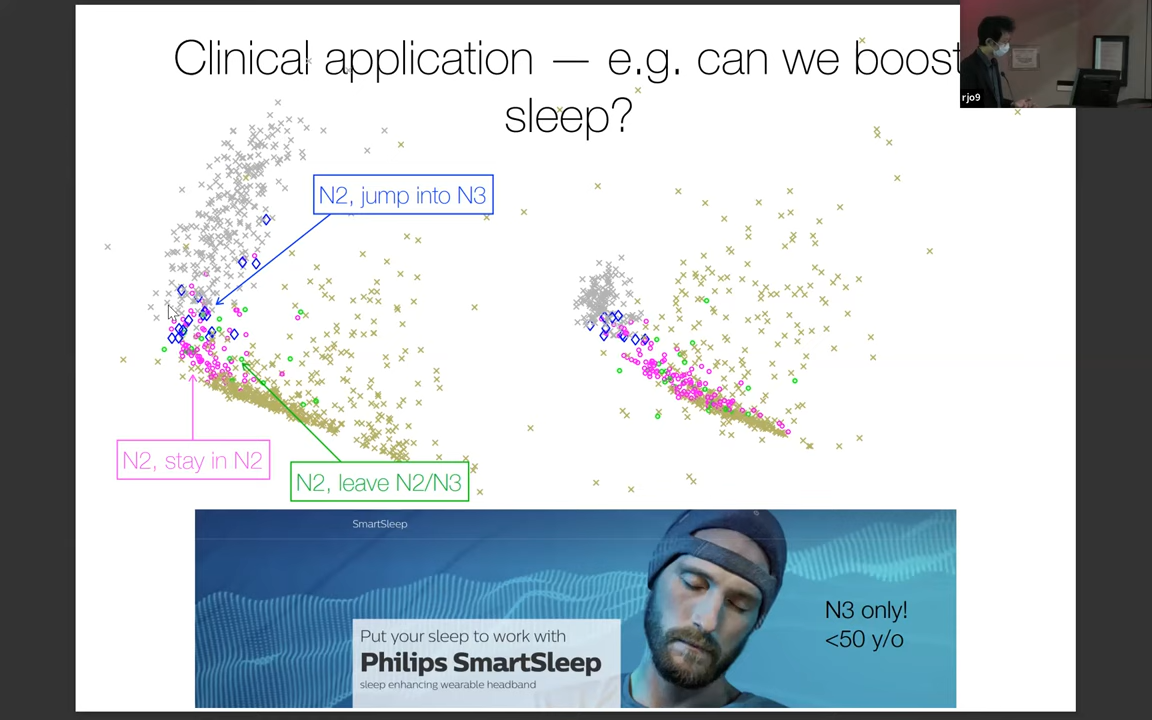 Clinical application — e.g. can we boost
sleep?
rjo9
N2, jump into N3
N2, stay in N2
N2, leave N2/N3
SmartSleep
Put your sleep to work with
Philips SmartSleep
sleep enhancing wearable headband
N3 only!
<50 y/o